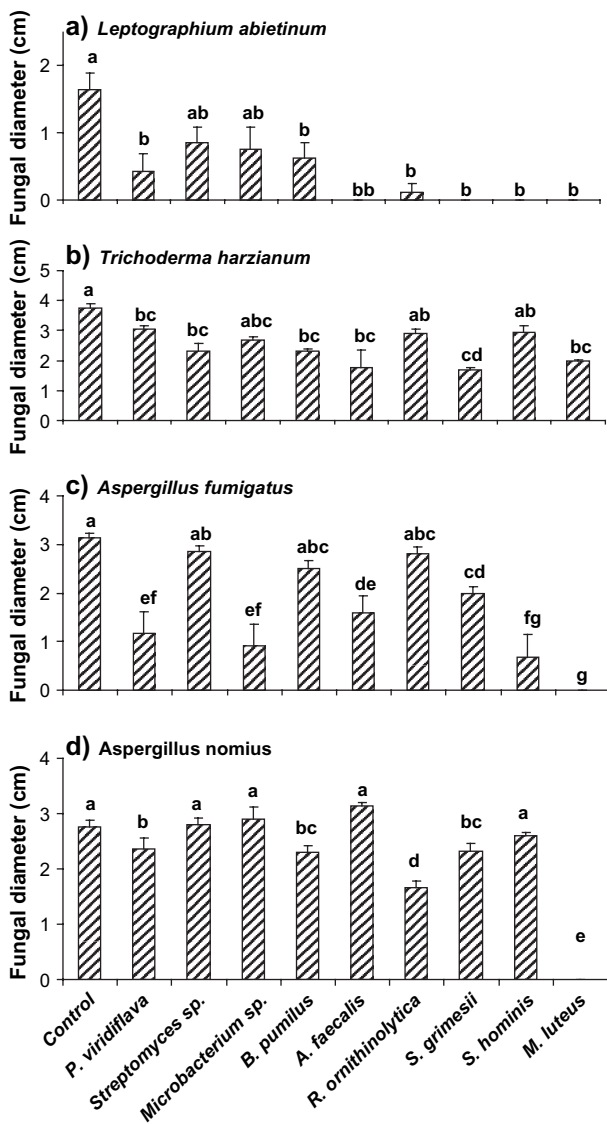 a) Leptographium abietinum
Fungal diameter (cm)
2
1
0
a
b
ab
ab
b
bb
b
b
b
b
b) Trichoderma harzianum
Fungal diameter (cm)
5
4
3
2
1
0
a
bc
bc
abc
bc
bc
ab
cd
ab
bc
c) Aspergillus fumigatus
Fungal diameter (cm)
4
3
2
1
0
a
ef
ab
ef
abc
de
abc
cd
fg
g
d) Aspergillus nomius
Fungal diameter (cm)
4
3
2
1
0
a
b
a
a
bc
a
d
bc
a
e
Control
P. viridiflava
Streptomyces sp.
Microbacterium sp.
B. pumilus
A. faecalis
R. ornithinolytica
S. grimesii
S. hominis
M. luteus